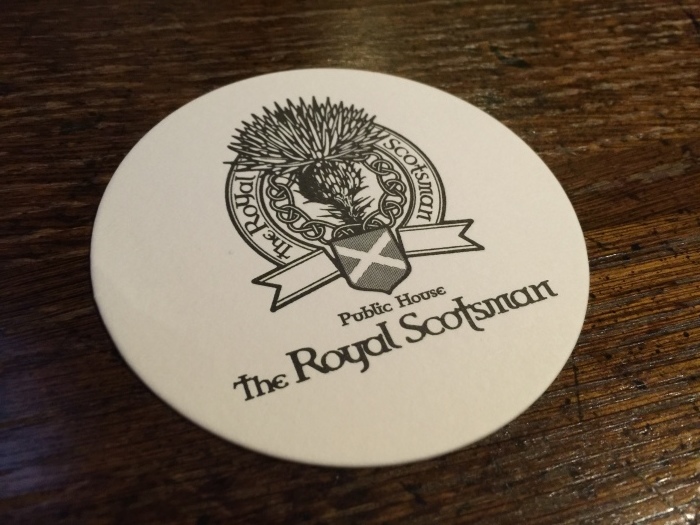 The Royal Scotsman
Public House
The Royal Scotsman